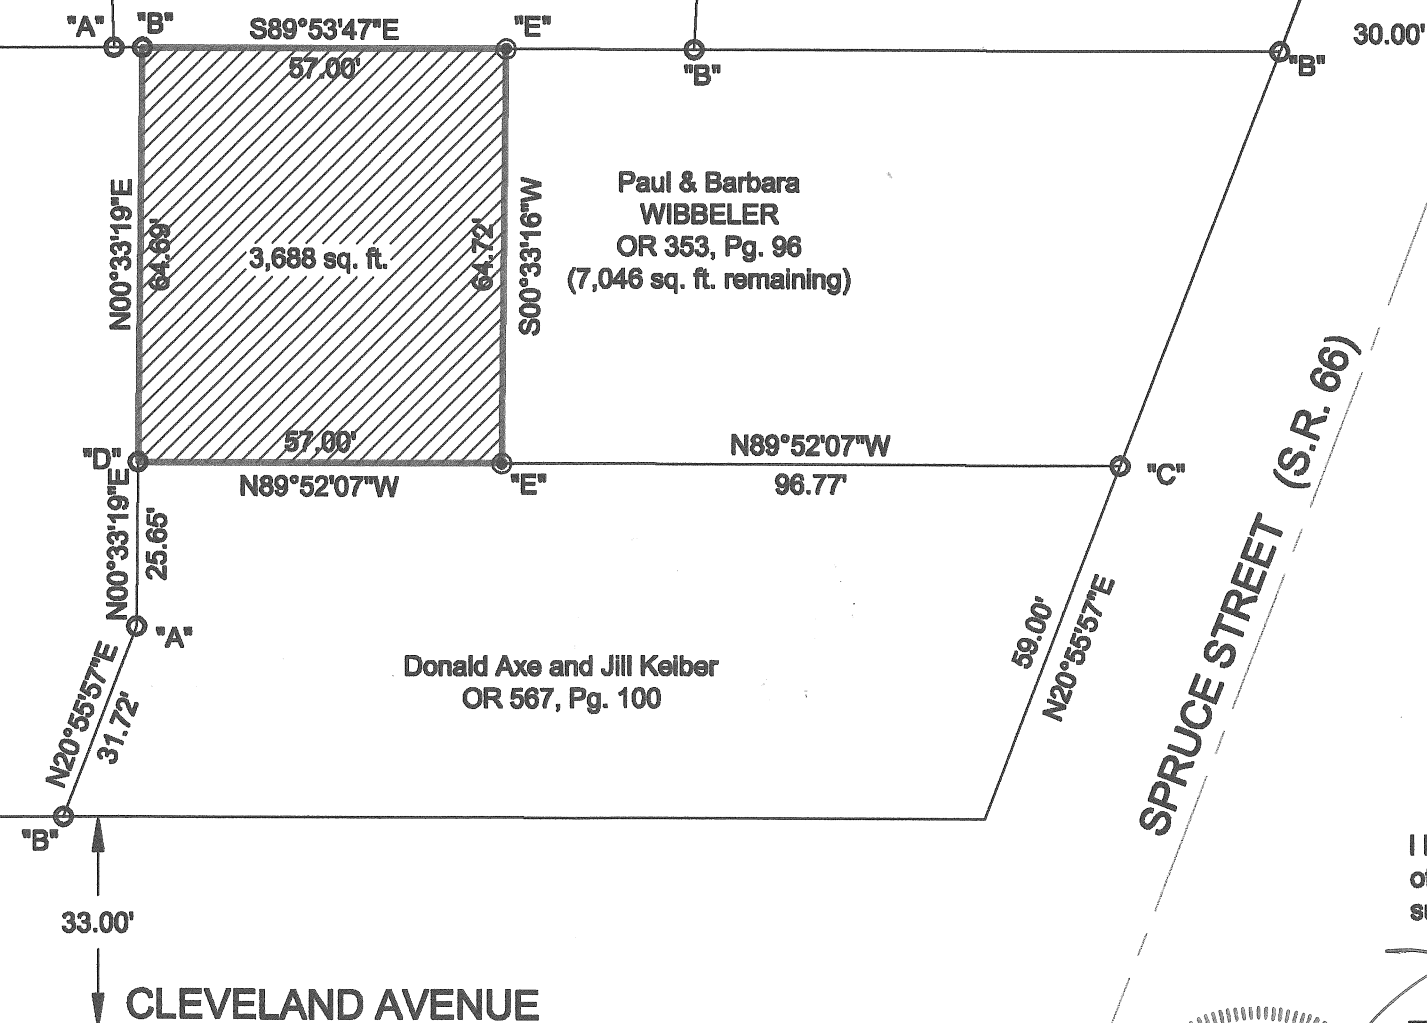 "A"
"B"
S89°53'47"E
"E"
30.00'
57.00'
"B"
"B"
N00°33'19"E
64.69'
3,688 sq. ft.
64.72'
S00°33'16"W
Paul & Barbara
WIBBELER
OR 353, Pg. 96
(7,046 sq. ft. remaining)
"D"
57.00'
N89°52'07"W
"E"
N89°52'07"W
96.77'
"C"
SPRUCE STREET (S.R. 66)
N00°33'19"E
25.65'
"A"
Donald Axe and Jill Keiber
OR 567, Pg. 100
59.00'
N20°55'57"E
N20°55'57"E
31.72'
"B"
33.00'
CLEVELAND AVENUE